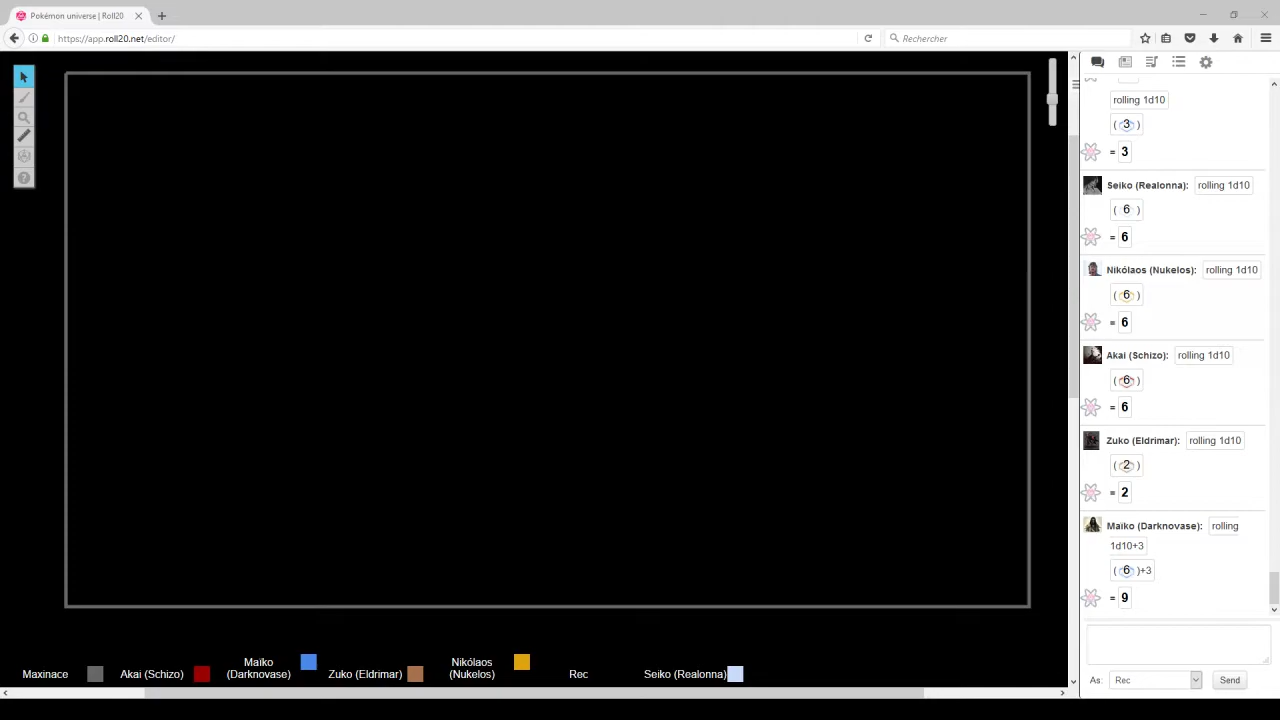 Pokémon universe | Roll20
https://app.roll20.net/editor/
Rechercher
rolling 1d10
( 3 )
= 3
Seiko (Realonna): rolling 1d10
( 6 )
= 6
Nikólaos (Nukelos): rolling 1d10
( 6 )
= 6
Akai (Schizo): rolling 1d10
( 6 )
= 6
Zuko (Eldrimar): rolling 1d10
( 2 )
= 2
Maïko (Darknovase): rolling
1d10+3
( 6 )+3
= 9
As: Rec Send
Maxinace
Akai (Schizo)
Maïko
(Darknovase)
Zuko (Eldrimar)
Nikólaos
(Nukelos)
Rec
Seiko (Realonna)